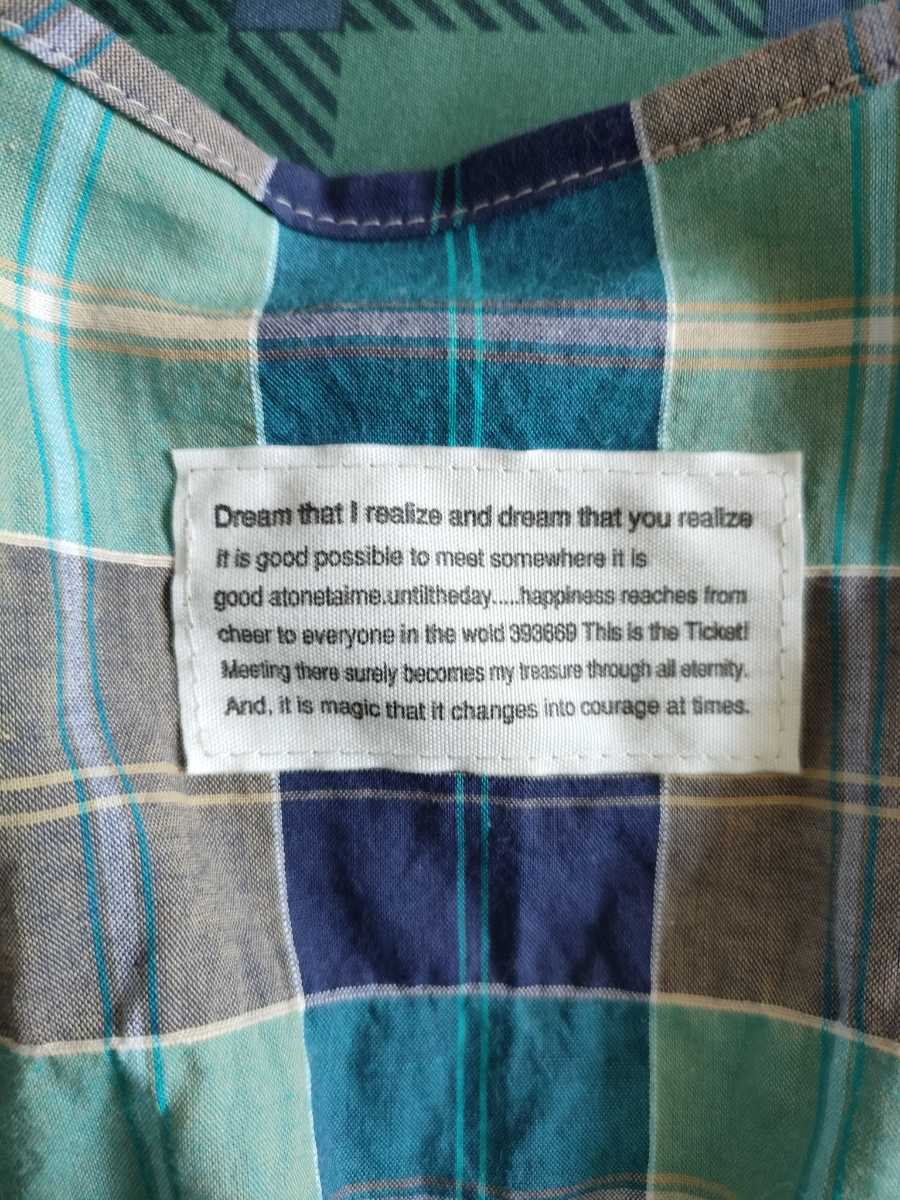 Dream that I realize and dream that you realize
it is good possible to meet somewhere it is
good atonetaime.untiltheday.....happiness reaches from
cheer to everyone in the wold 393669 This is the Ticket!
Meeting there surely becomes my treasure through all eternity.
And, it is magic that it changes into courage at times.